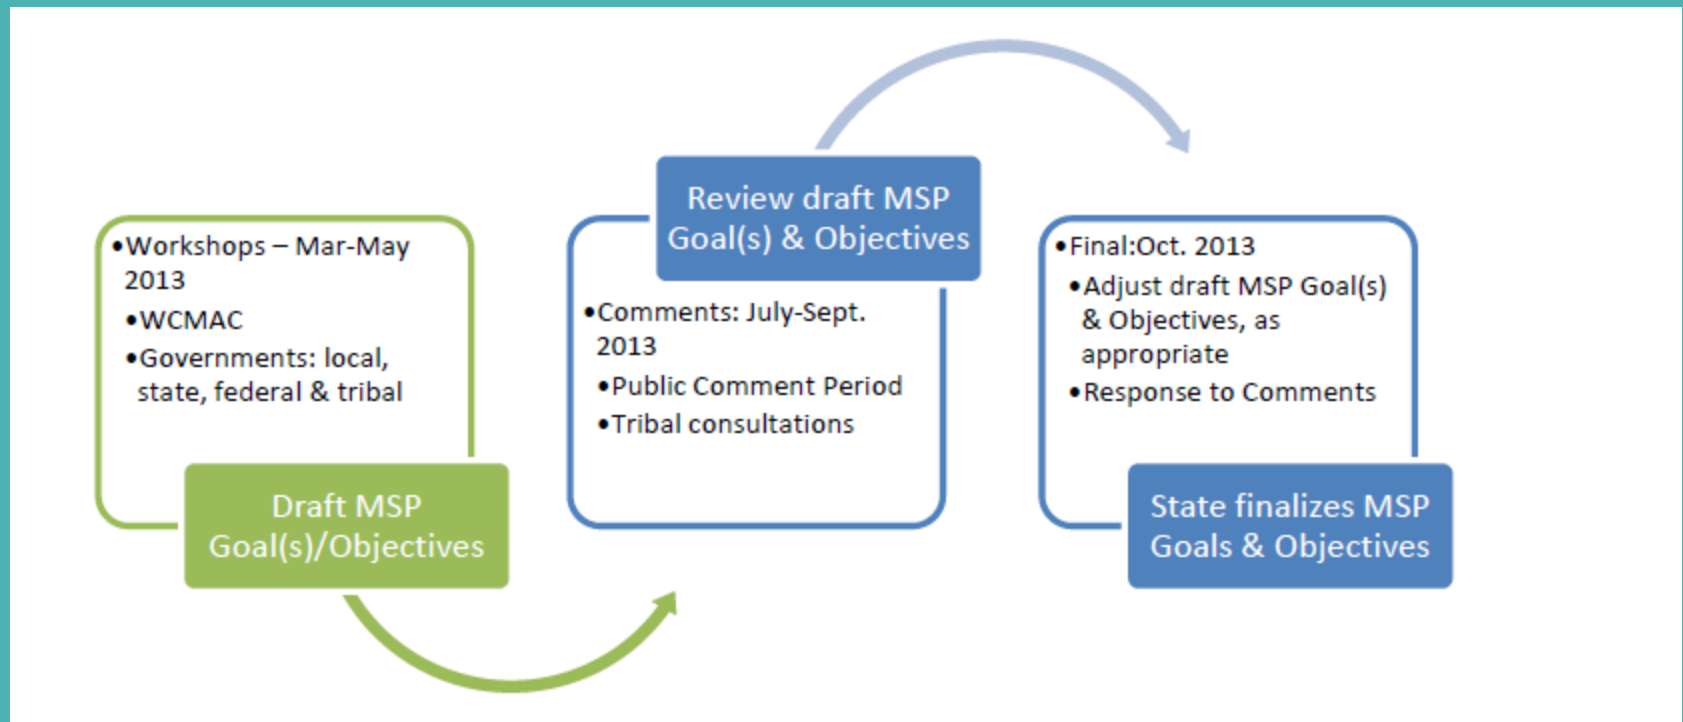 •Workshops – Mar-May
2013
•WCMAC
•Governments: local,
state, federal & tribal
Draft MSP
Goal(s)/Objectives
Review draft MSP
Goal(s) & Objectives
•Comments: July-Sept.
2013
•Public Comment Period
•Tribal consultations
•Final:Oct. 2013
•Adjust draft MSP Goal(s)
& Objectives, as
appropriate
•Response to Comments
State finalizes MSP
Goals & Objectives